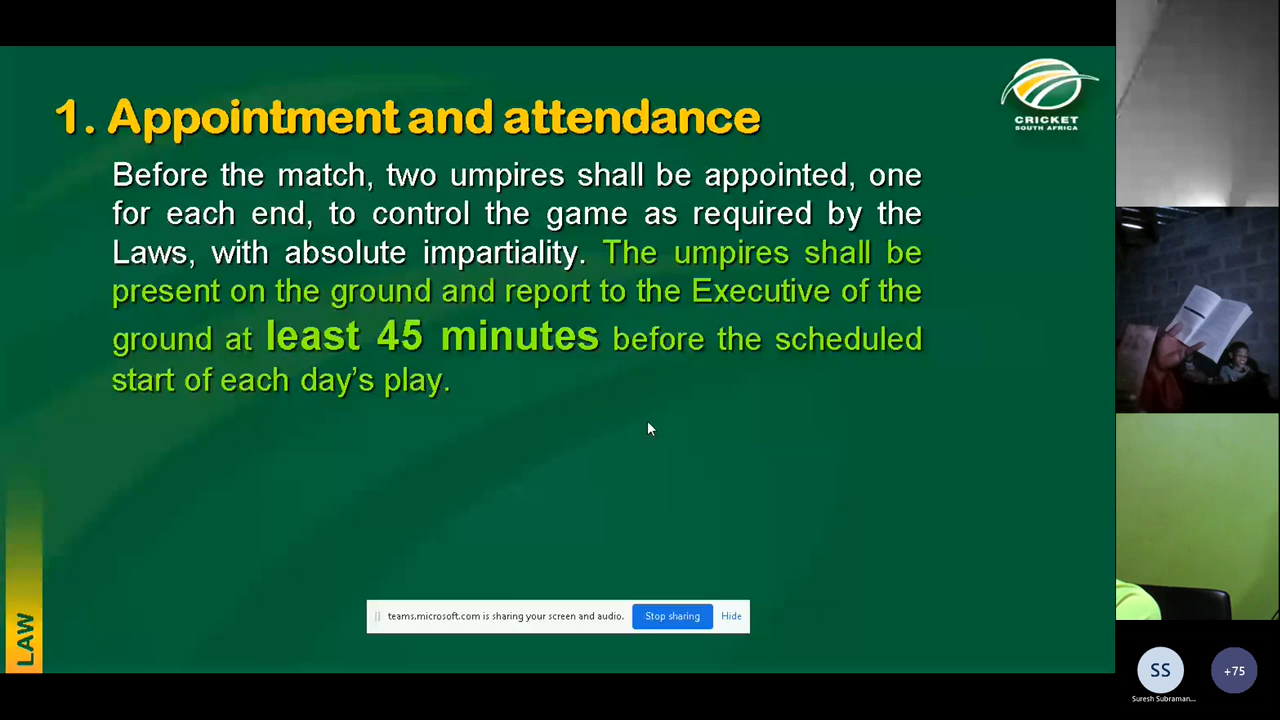 1. Appointment and attendance
CRICKET
SOUTH AFRICA
Before the match, two umpires shall be appointed, one
for each end, to control the game as required by the
Laws, with absolute impartiality. The umpires shall be
present on the ground and report to the Executive of the
ground at least 45 minutes before the scheduled
start of each day's play.
LAW
teams.microsoft.com is sharing your screen and audio.
Stop sharing
Hide
SS
+75
Suresh Subraman...